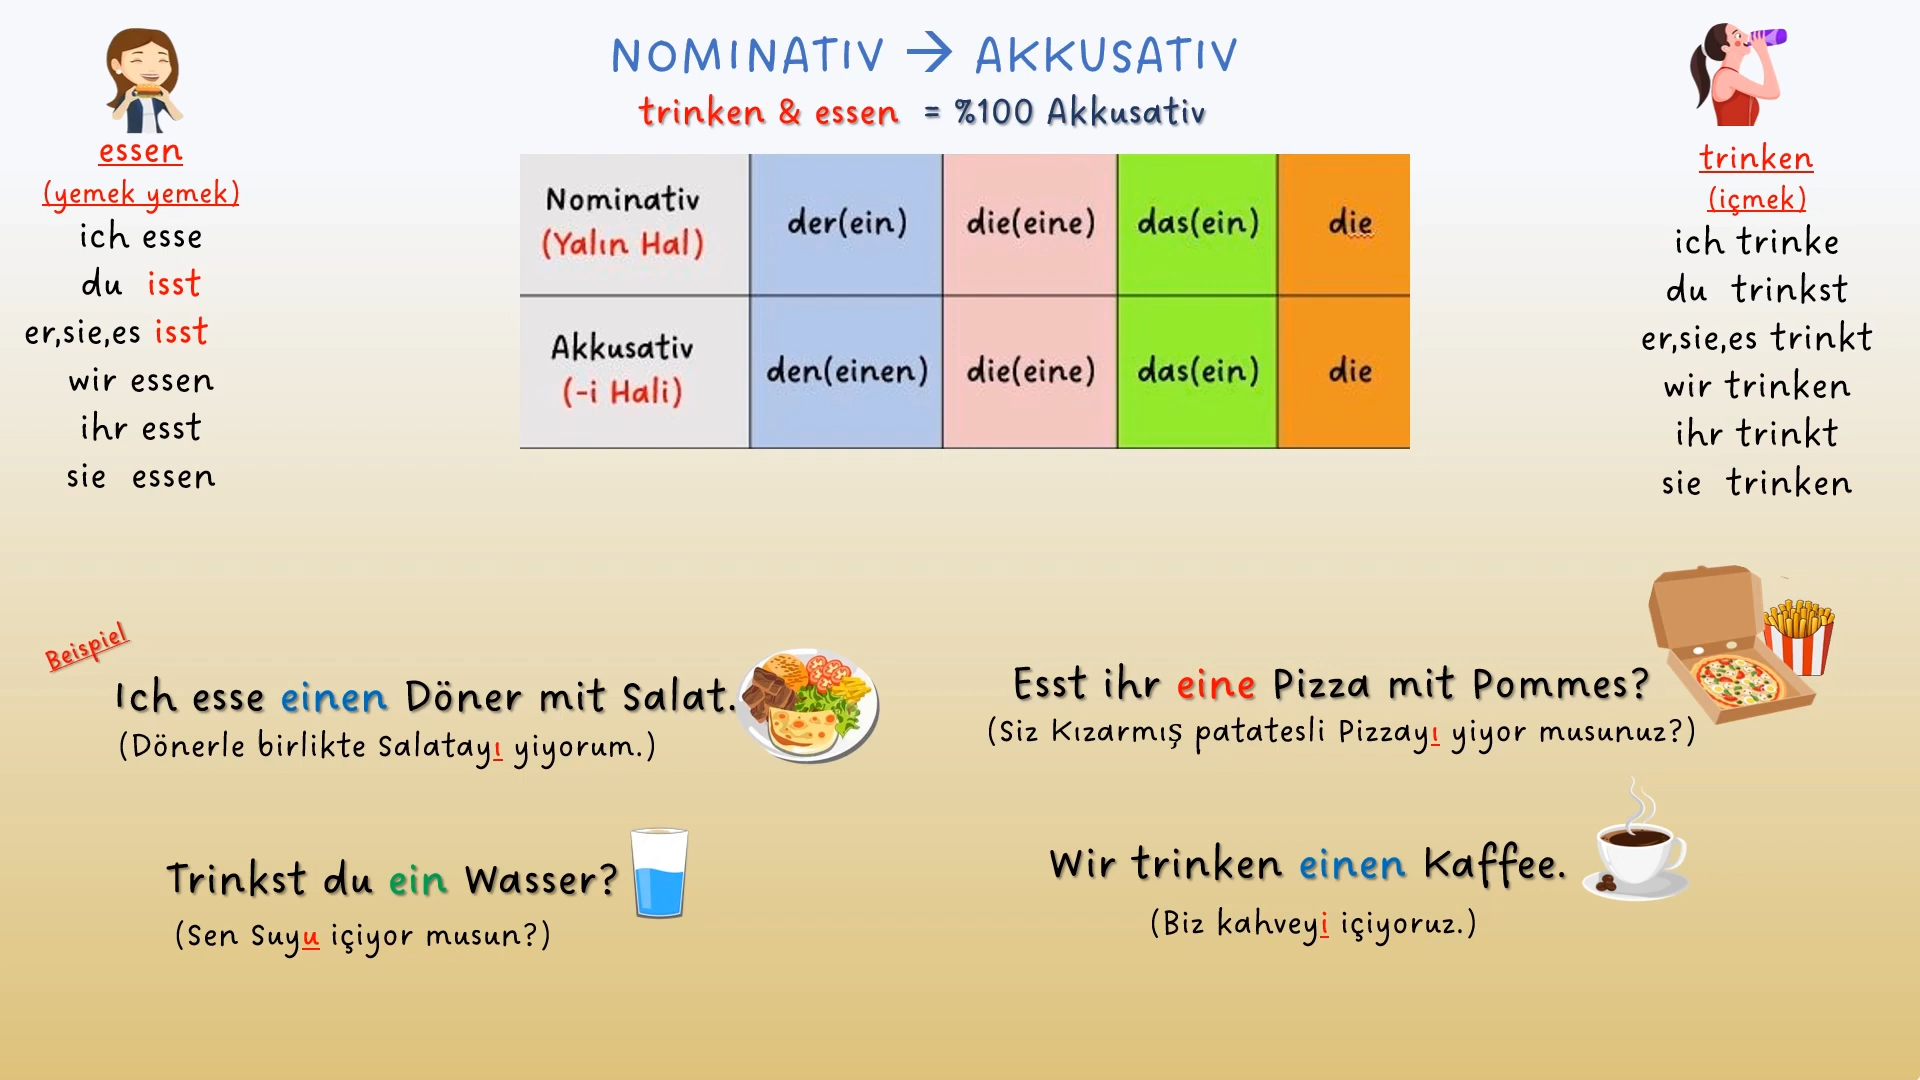 NOMINATIV → AKKUSATIV
trinken & essen = %100 Akkusativ
essen
(yemek yemek)
ich esse
du isst
er,sie,es isst
wir essen
ihr esst
sie essen
Nominativ
(Yalın Hal)
der(ein)
die(eine)
das(ein)
die
Akkusativ
(-i Hali)
den(einen)
die(eine)
das(ein)
die
trinken
(içmek)
ich trinke
du trinkst
er,sie,es trinkt
wir trinken
ihr trinkt
sie trinken
Beispiel
Ich esse einen Döner mit Salat.
(Dönerle birlikte Salatayı yiyorum.)
Esst ihr eine Pizza mit Pommes?
(Siz Kızarmış patatesli Pizzayı yiyor musunuz?)
Trinkst du ein Wasser?
(Sen Suyu içiyor musun?)
Wir trinken einen Kaffee.
(Biz kahveyi içiyoruz.)